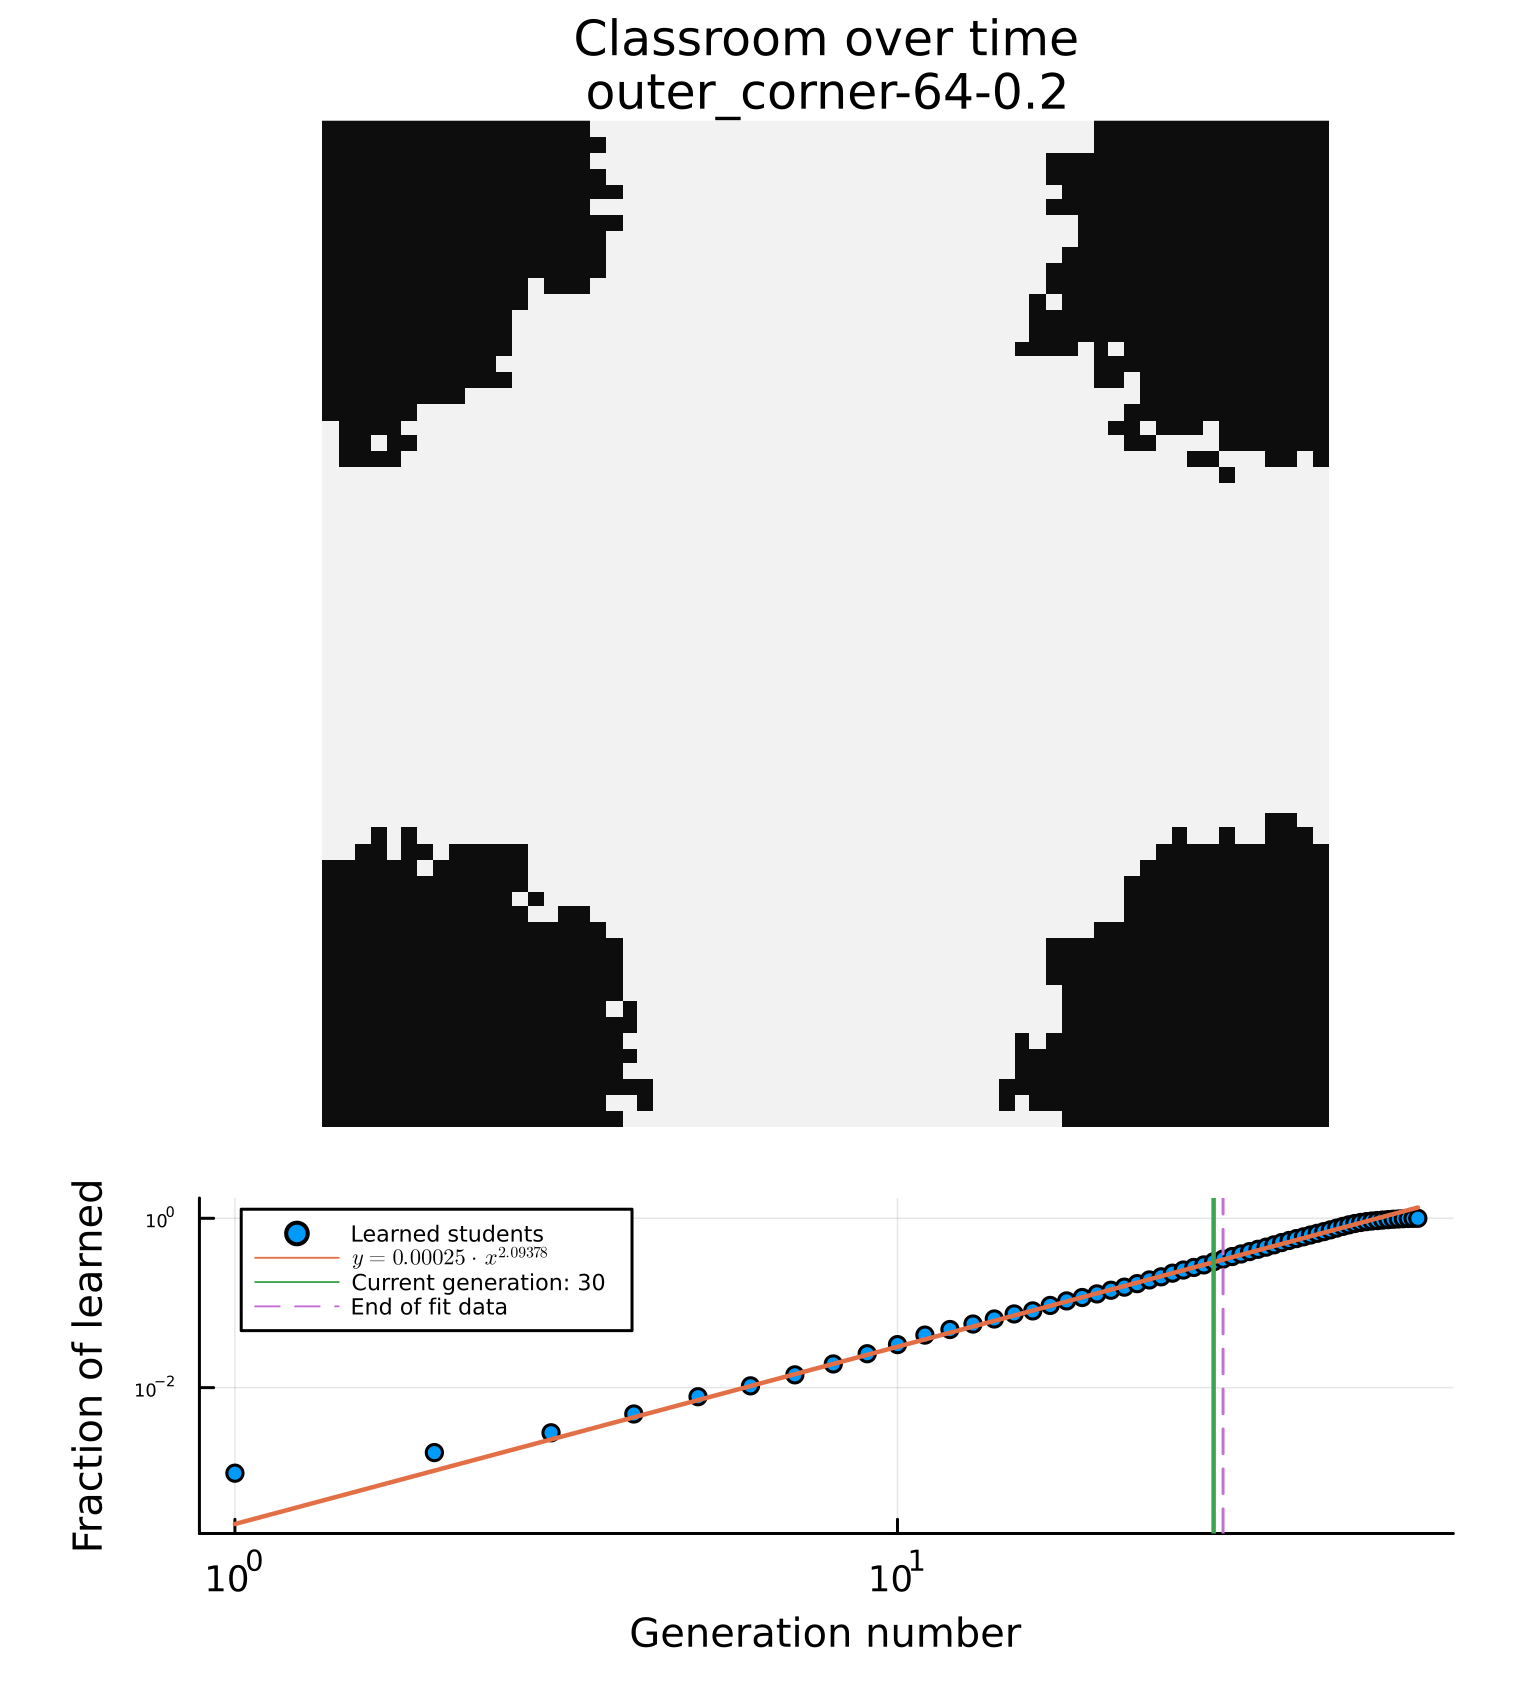 Classroom over time
outer_corner-64-0.2
Fraction of learned
10^0
10^-2
Learned students
y = 0.00025 · x^2.09378
Current generation: 30
End of fit data
10^0
10^1
Generation number